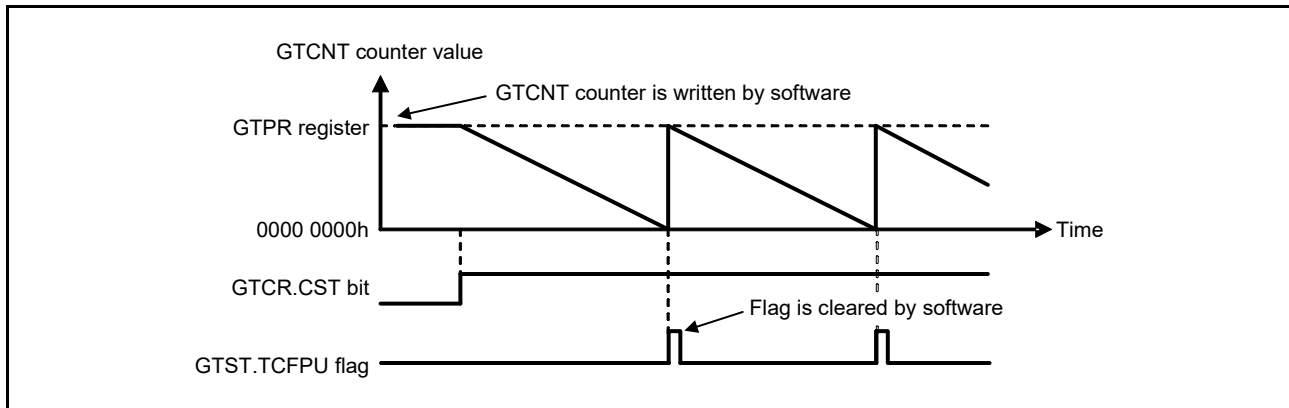 GTCNT counter value
GTCNT counter is written by software
GTPR register
0000 0000h
Time
GTCR.CST bit
Flag is cleared by software
GTST.TCFPU flag